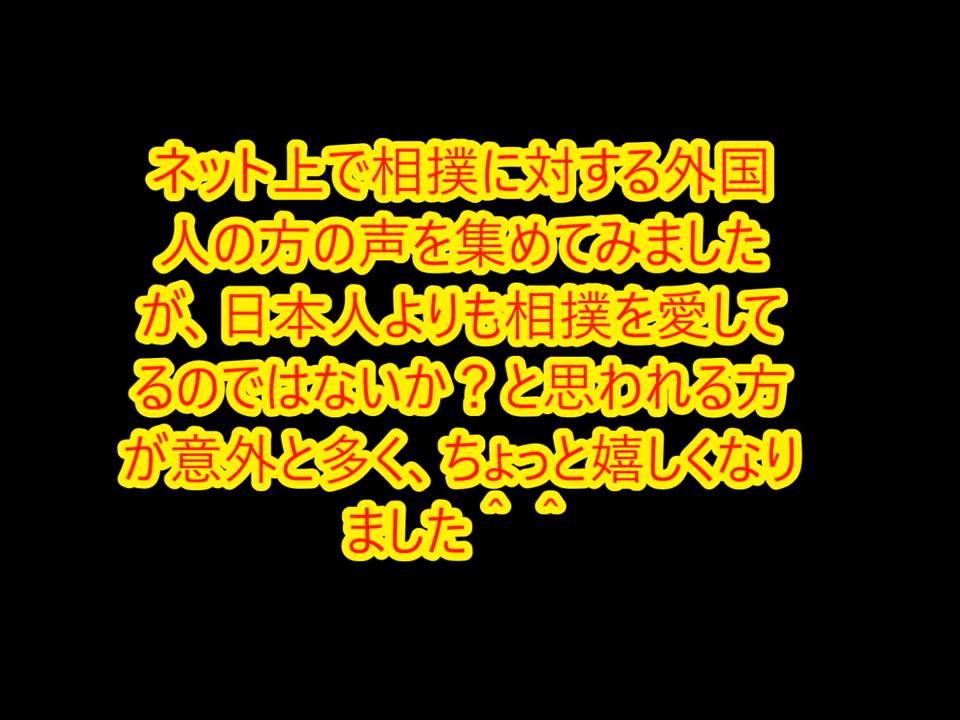 ネット上で相撲に対する外国
人の方の声を集めてみました
が、日本人よりも相撲を愛して
るのではないか？と思われる方
が意外と多く、ちょっと嬉しくなり
ました＾＾